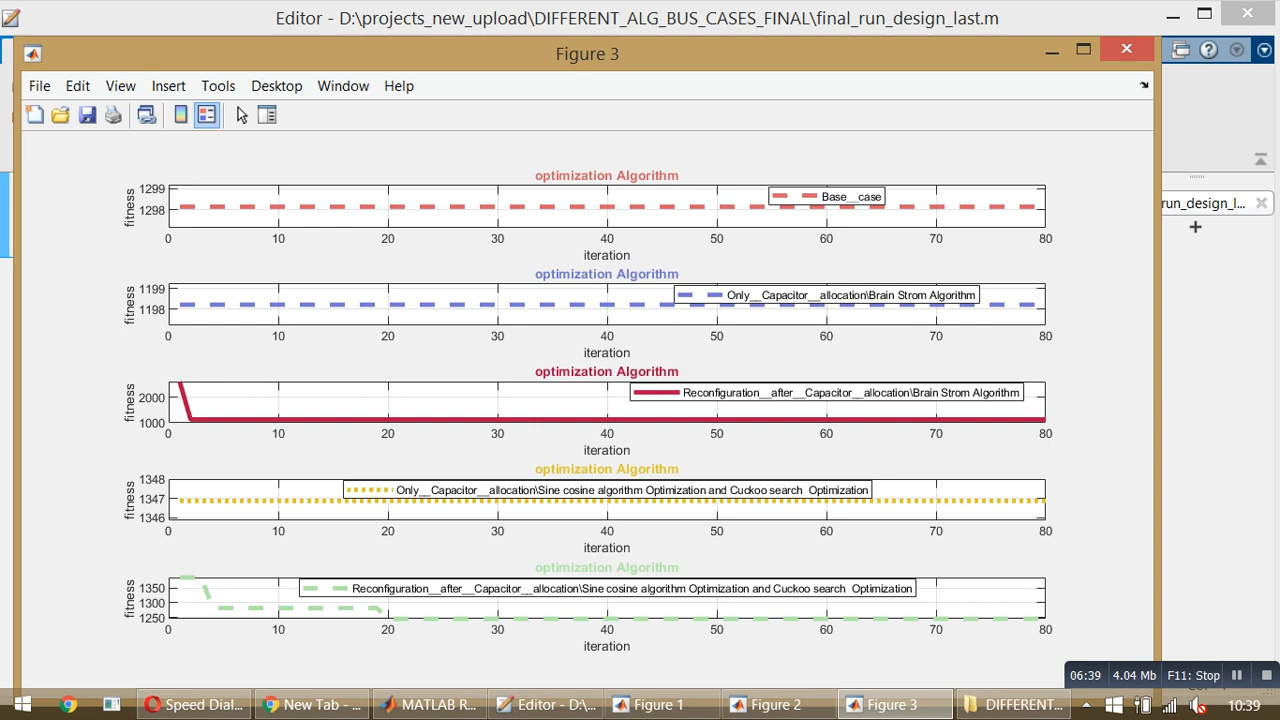 Editor - D:\projects_new_upload\DIFFERENT_ALG_BUS_CASES_FINAL\final_run_design_last.m
Figure 3
File Edit View Insert Tools Desktop Window Help
run_design_l...
optimization Algorithm
fitness
1299
1298
Base__case
0 10 20 30 40 50 60 70 80
iteration
optimization Algorithm
fitness
1199
1198
Only__Capacitor__allocation\Brain Strom Algorithm
0 10 20 30 40 50 60 70 80
iteration
optimization Algorithm
fitness
2000
1000
Reconfiguration__after__Capacitor__allocation\Brain Strom Algorithm
0 10 20 30 40 50 60 70 80
iteration
optimization Algorithm
fitness
1348
1347
1346
Only__Capacitor__allocation\Sine cosine algorithm Optimization and Cuckoo search Optimization
0 10 20 30 40 50 60 70 80
iteration
optimization Algorithm
fitness
1350
1300
1250
Reconfiguration__after__Capacitor__allocation\Sine cosine algorithm Optimization and Cuckoo search Optimization
0 10 20 30 40 50 60 70 80
iteration
06:39 4.04 Mb F11: Stop
Speed Dial... New Tab - ... MATLAB R... Editor - D:\... Figure 1 Figure 2 Figure 3 DIFFERENT... 10:39